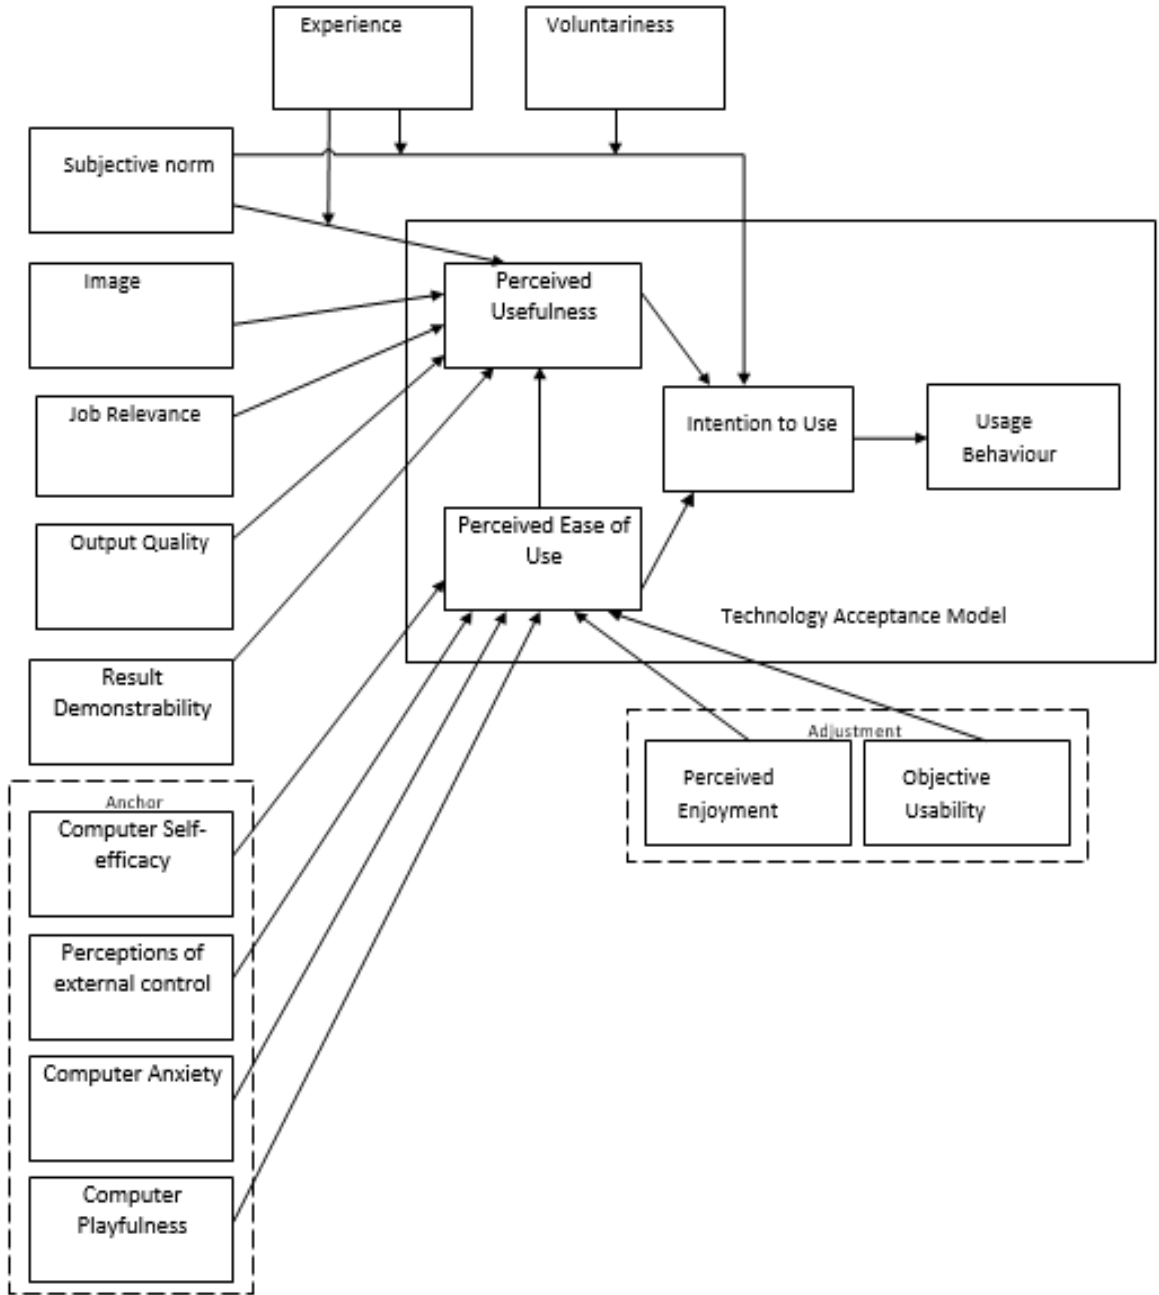 Experience
Voluntariness
Subjective norm
Image
Perceived
Usefulness
Job Relevance
Intention to Use
Usage
Behaviour
Output Quality
Perceived Ease of
Use
Technology Acceptance Model
Result
Demonstrability
Adjustment
Perceived
Enjoyment
Objective
Usability
Anchor
Computer Self-
efficacy
Perceptions of
external control
Computer Anxiety
Computer
Playfulness